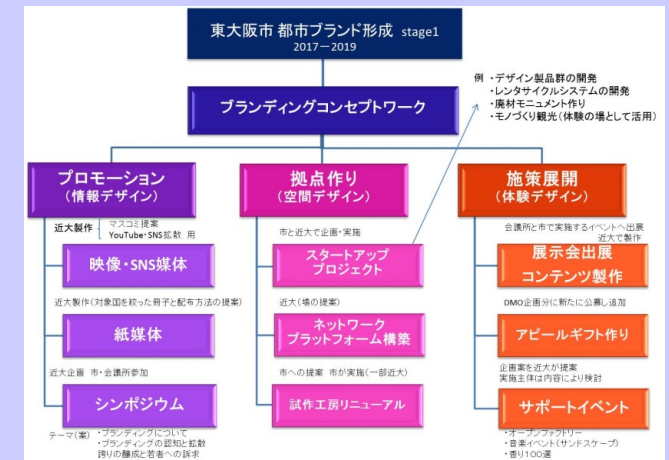 東大阪市 都市ブランド形成 stage1
2017－2019
例 ・デザイン製品群の開発
・レンタサイクルシステムの開発
・廃材モニュメント作り
・モノづくり観光(体験の場として活用)
ブランディングコンセプトワーク
プロモーション
(情報デザイン)
近大製作
マスコミ提案
YouTube・SNS拡散 用
映像・SNS媒体
近大製作(対象国を絞った冊子と配布方法の提案)
紙媒体
近大企画 市・会議所参加
シンポジウム
テーマ(案) ・ブランディングについて
・ブランディングの認知と拡散
誇りの醸成と若者への訴求
拠点作り
(空間デザイン)
市と近大で企画・実施
スタートアップ
プロジェクト
近大(場の提案)
ネットワーク
プラットフォーム構築
市への提案 市が実施(一部近大)
試作工房リニューアル
施策展開
(体験デザイン)
会議所と市で実施するイベントへ出展
近大で製作
展示会出展
コンテンツ製作
DMO企画分に新たに公募し追加
アピールギフト作り
企画案を近大が提案
実施主体は内容により検討
サポートイベント
・オープンファクトリー
・音楽イベント(サンドスケープ)
・香り100選